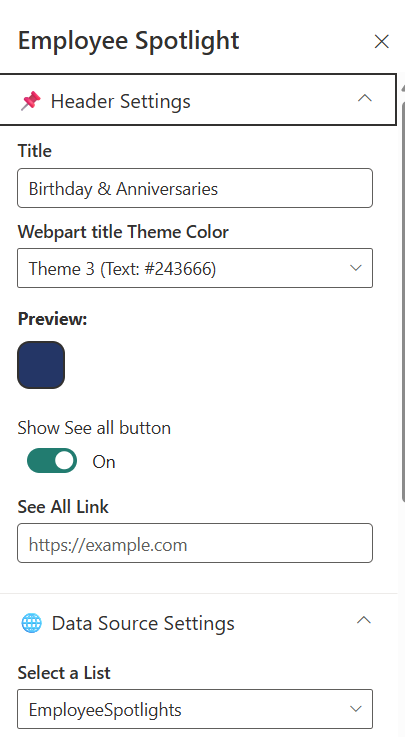 Employee Spotlight
📌 Header Settings
Title
Birthday & Anniversaries
Webpart title Theme Color
Theme 3 (Text: #243666)
Preview:
Show See all button
On
See All Link
https://example.com
🌐 Data Source Settings
Select a List
EmployeeSpotlights